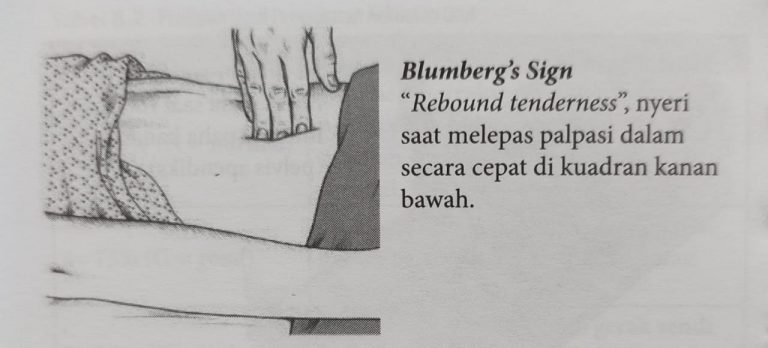 Blumberg's Sign
"Rebound tenderness", nyeri
saat melepas palpasi dalam
secara cepat di kuadran kanan
bawah.